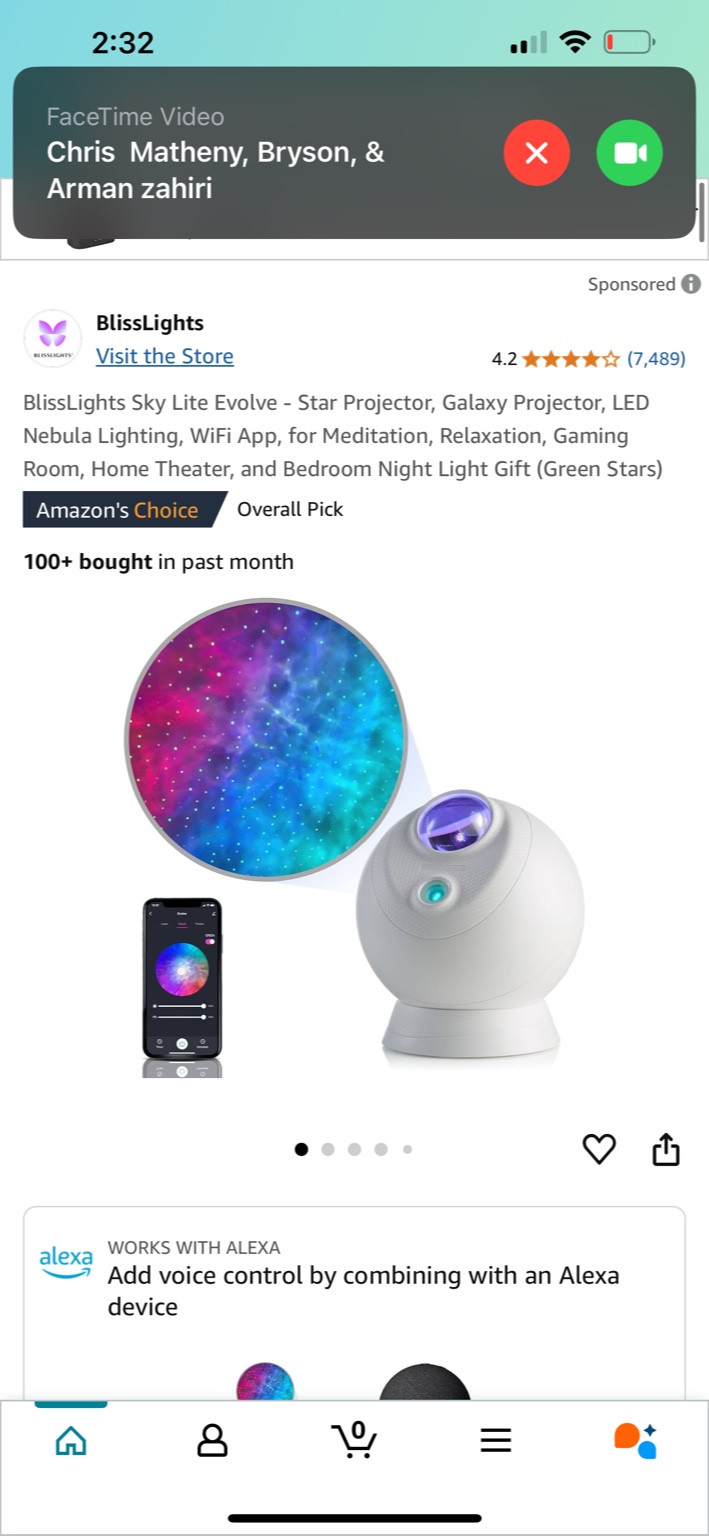 2:32
FaceTime Video
Chris Matheny, Bryson, &
Arman zahiri
Sponsored
BlissLights
Visit the Store
BLISSLIGHTS
4.2
(7,489)
BlissLights Sky Lite Evolve - Star Projector, Galaxy Projector, LED
Nebula Lighting, WiFi App, for Meditation, Relaxation, Gaming
Room, Home Theater, and Bedroom Night Light Gift (Green Stars)
Amazon's Choice
Overall Pick
100+ bought in past month
alexa
WORKS WITH ALEXA
Add voice control by combining with an Alexa
device
0